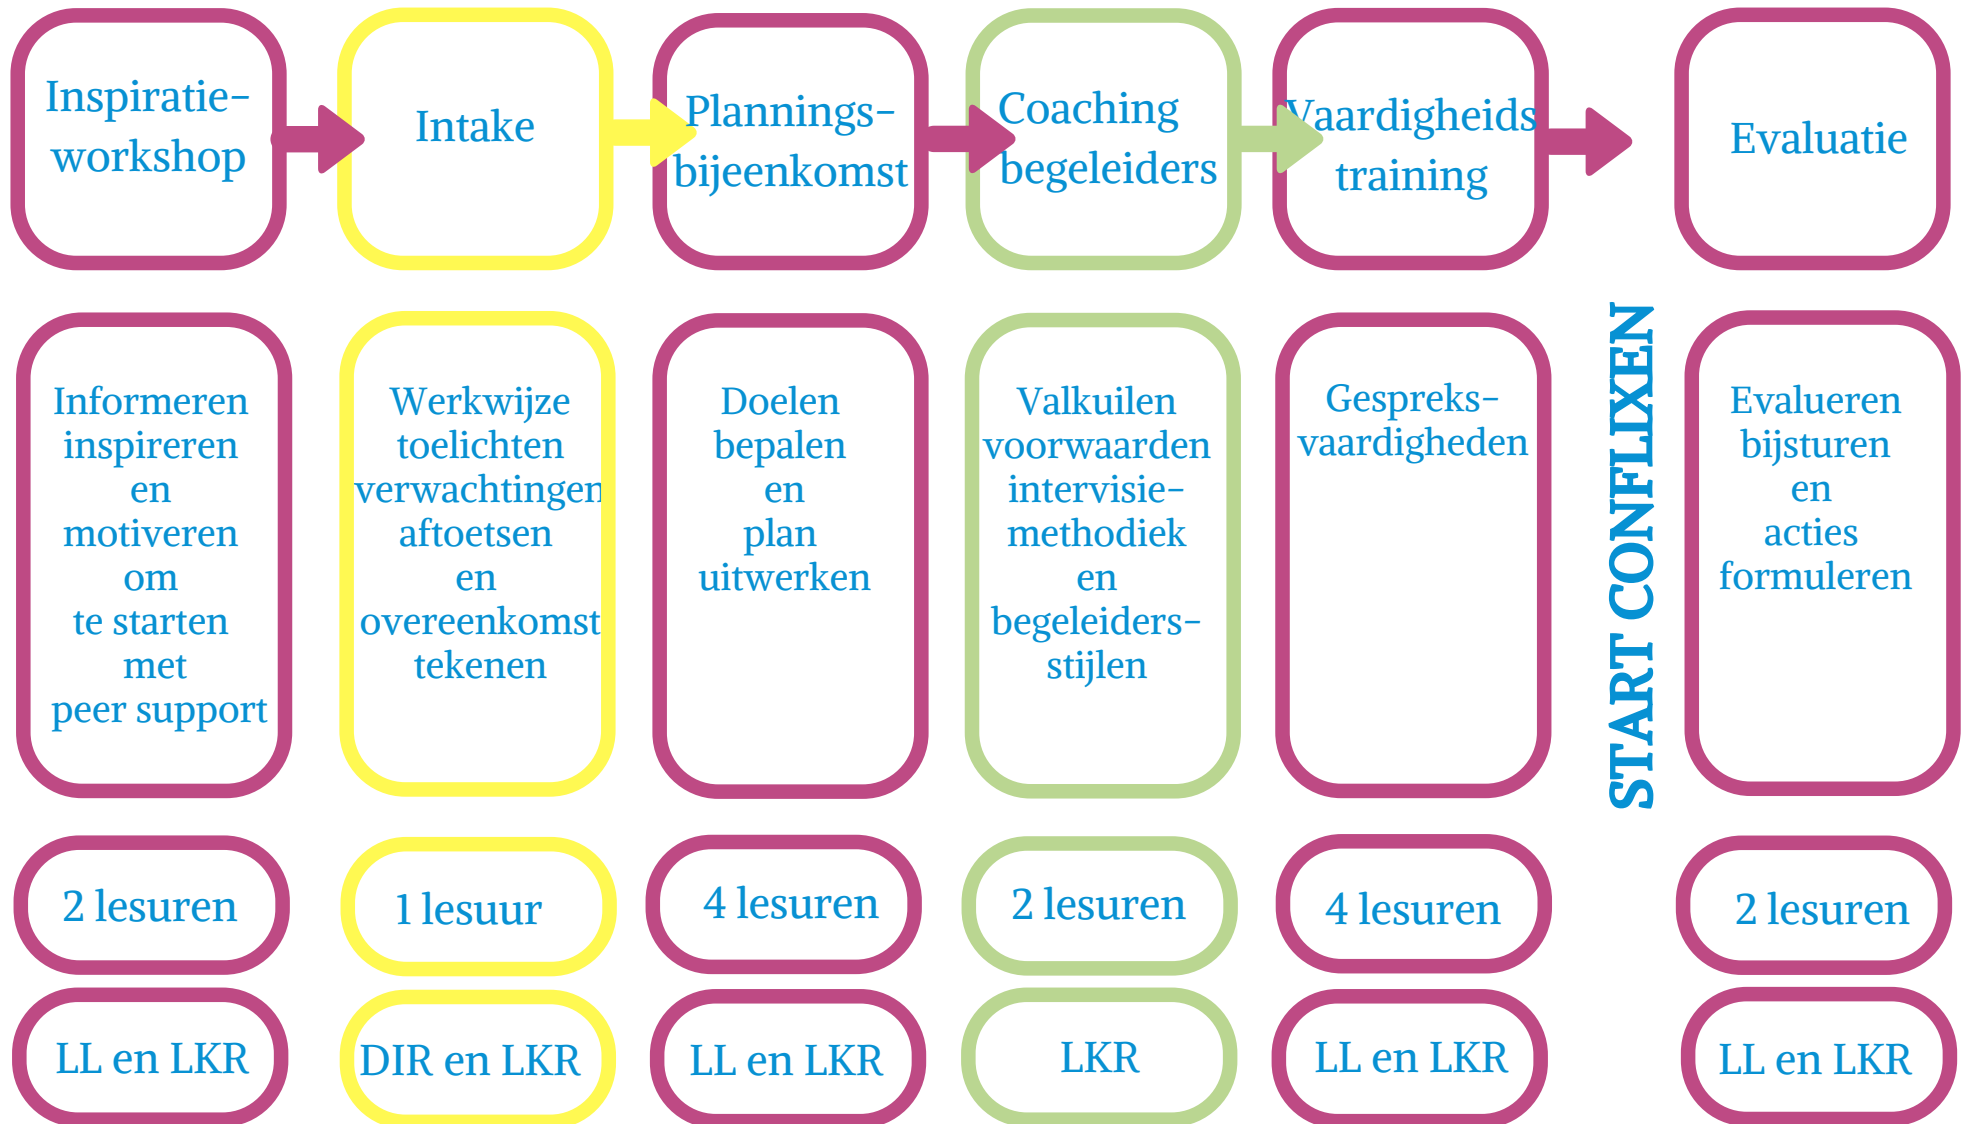 Inspiratie-
workshop
Intake
Plannings-
bijeenkomst
Coaching
begeleiders
Vaardigheids
training
Evaluatie
Informeren
inspireren
en
motiveren
om
te starten
met
peer support
Werkwijze
toelichten
verwachtingen
aftoetsen
en
overeenkomst
tekenen
Doelen
bepalen
en
plan
uitwerken
Valkuilen
voorwaarden
intervisie-
methodiek
en
begeleiders-
stijlen
Gespreks-
vaardigheden
START CONFLIXEN
Evalueren
bijsturen
en
acties
formuleren
2 lesuren
1 lesuur
4 lesuren
2 lesuren
4 lesuren
2 lesuren
LL en LKR
DIR en LKR
LL en LKR
LKR
LL en LKR
LL en LKR